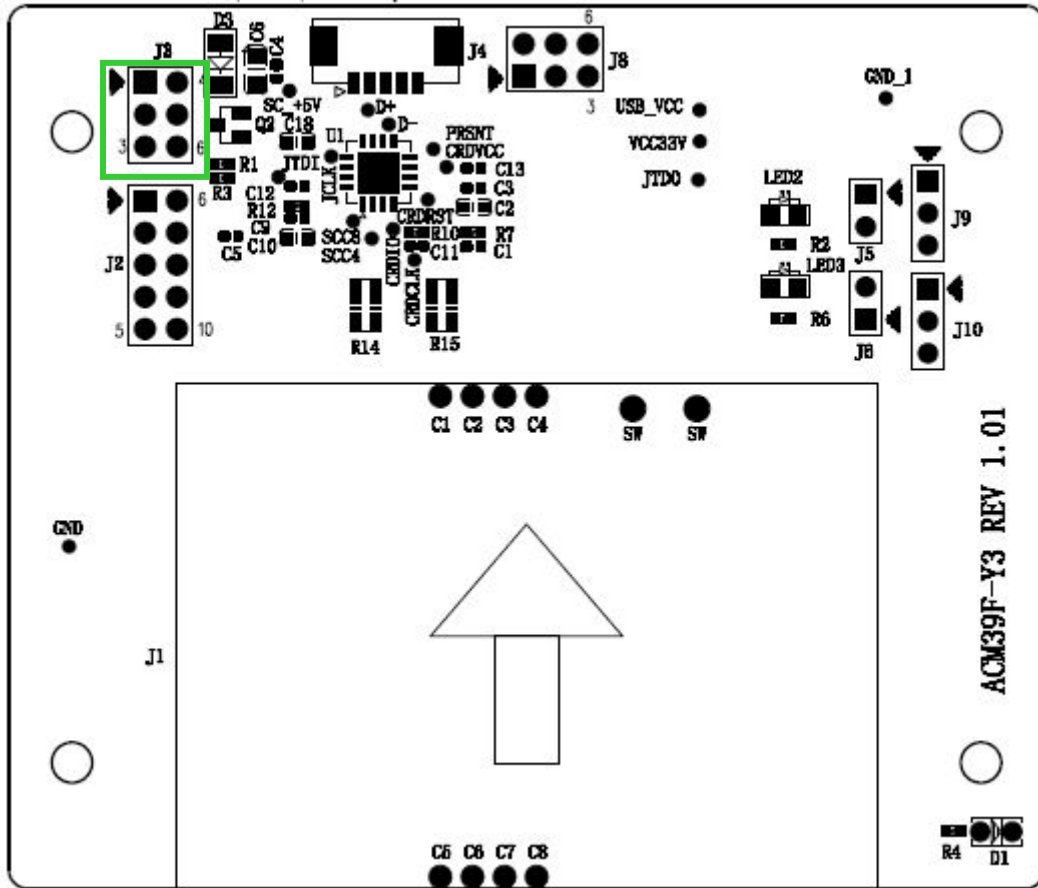 D3
C6
C4
J3
4
3
6
J4
6
J8
3
GND_1
SC_+5V
D+
D-
Q2
C18
U1
PRSNT
CRDVCC
USB_VCC
VCC33V
JTDO
R1
R3
JTDI
JCLK
C13
C3
C2
C12
R12
C9
C10
C5
SCC8
SCC4
CRDRST
R10
C11
R7
C1
CRDIO
CRDCLK
J2
6
5
10
R14
R15
LED2
R2
LED3
R6
J5
J9
J6
J10
C1 C2 C3 C4
SW SW
ACM39F-Y3 REV 1.01
GND
J1
C5 C6 C7 C8
R4
D1